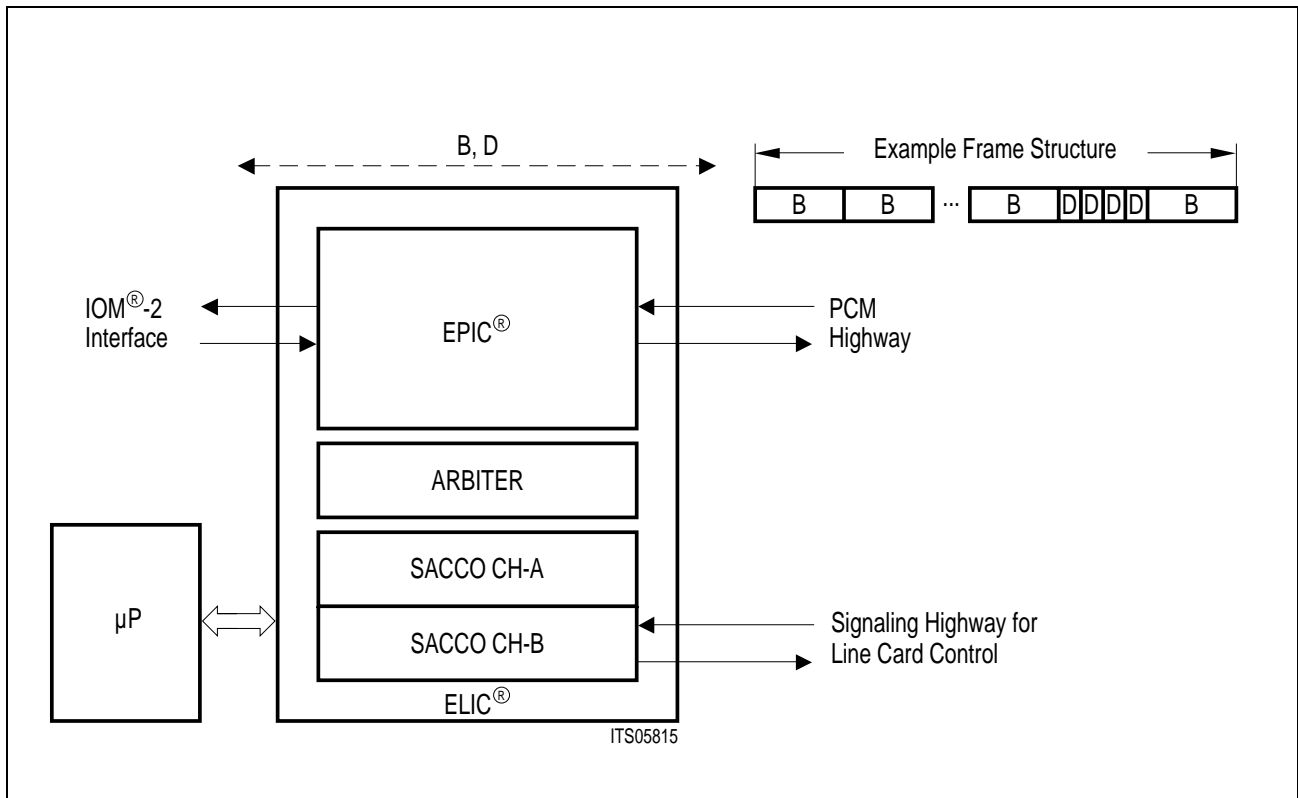 B, D
Example Frame Structure
B B ... B D D D D B
IOM®-2
Interface
EPIC®
PCM
Highway
ARBITER
SACCO CH-A
µP
SACCO CH-B
Signaling Highway for
Line Card Control
ELIC®
ITS05815